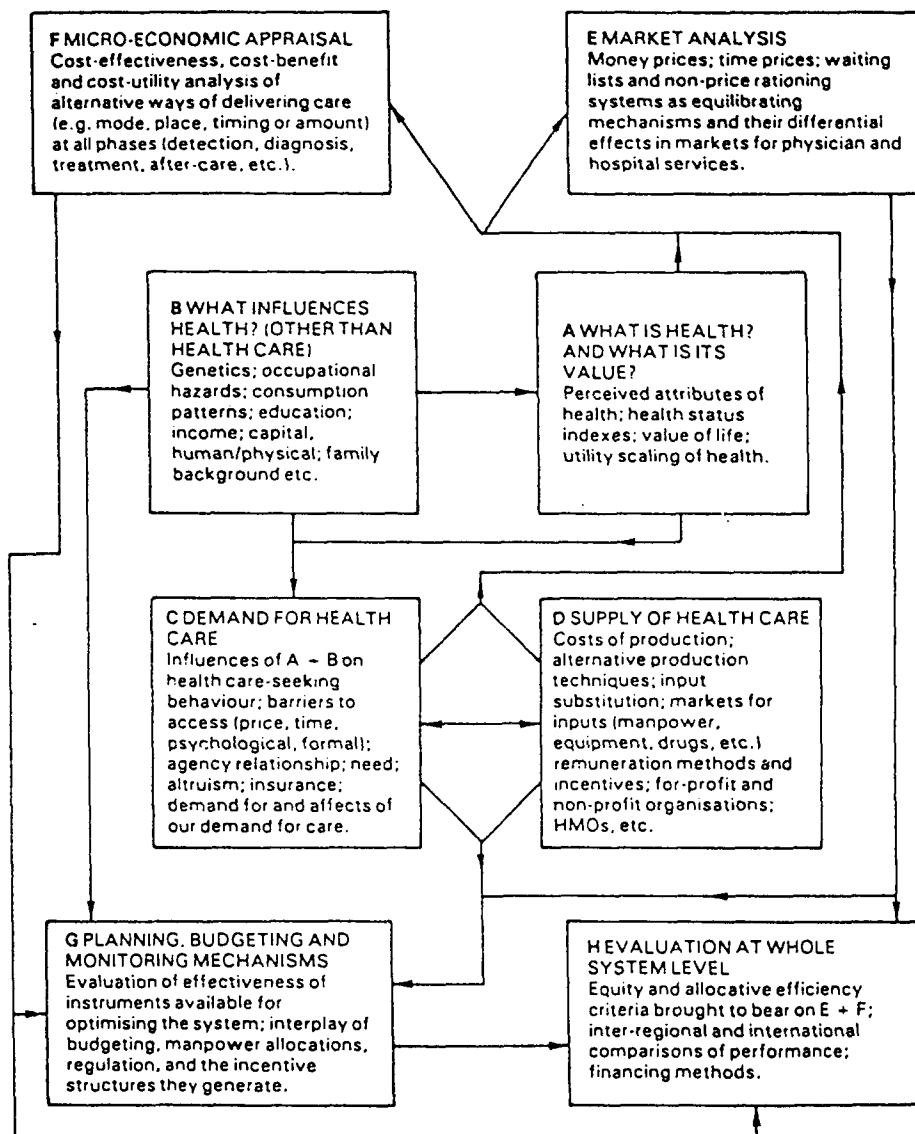 F MICRO-ECONOMIC APPRAISAL
Cost-effectiveness, cost-benefit
and cost-utility analysis of
alternative ways of delivering care
(e.g. mode, place, timing or amount)
at all phases (detection, diagnosis,
treatment, after-care, etc.).
E MARKET ANALYSIS
Money prices; time prices; waiting
lists and non-price rationing
systems as equilibrating
mechanisms and their differential
effects in markets for physician and
hospital services.
B WHAT INFLUENCES
HEALTH? (OTHER THAN
HEALTH CARE)
Genetics; occupational
hazards; consumption
patterns; education;
income; capital,
human/physical; family
background etc.
A WHAT IS HEALTH?
AND WHAT IS ITS
VALUE?
Perceived attributes of
health; health status
indexes; value of life;
utility scaling of health.
C DEMAND FOR HEALTH
CARE
Influences of A + B on
health care-seeking
behaviour; barriers to
access (price, time,
psychological, formal);
agency relationship; need;
altruism; insurance;
demand for and affects of
our demand for care.
D SUPPLY OF HEALTH CARE
Costs of production;
alternative production
techniques; input
substitution; markets for
inputs (manpower,
equipment, drugs, etc.)
remuneration methods and
incentives; for-profit and
non-profit organisations;
HMOs, etc.
G PLANNING, BUDGETING AND
MONITORING MECHANISMS
Evaluation of effectiveness of
instruments available for
optimising the system; interplay of
budgeting, manpower allocations,
regulation, and the incentive
structures they generate.
H EVALUATION AT WHOLE
SYSTEM LEVEL
Equity and allocative efficiency
criteria brought to bear on E + F;
inter-regional and international
comparisons of performance;
financing methods.